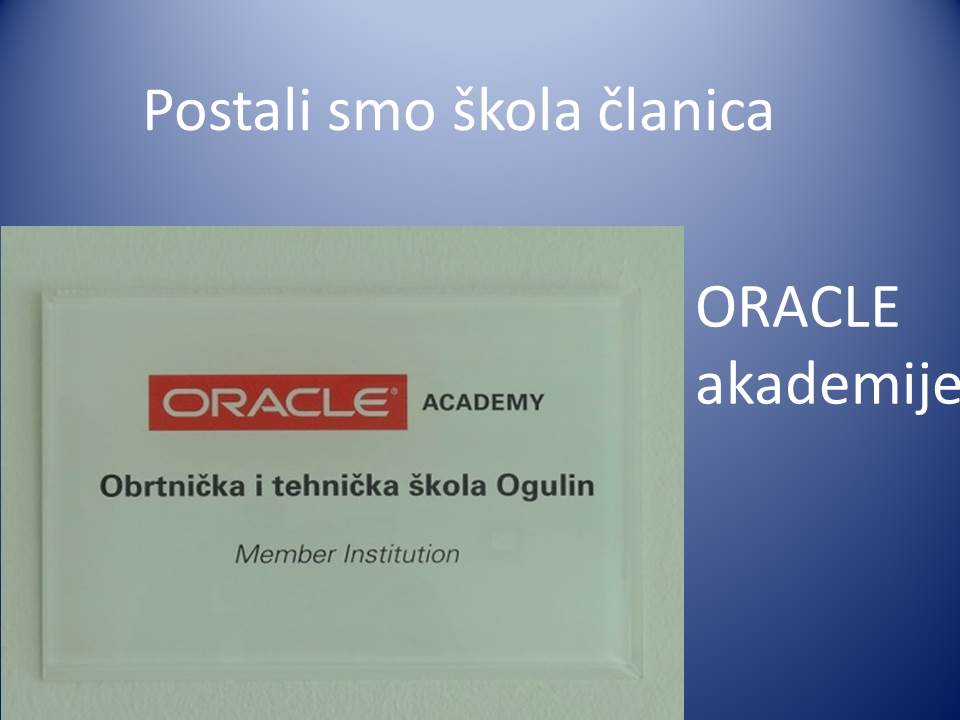 Postali smo škola članica
ORACLE
akademije
ORACLE® ACADEMY
Obrtnička i tehnička škola Ogulin
Member Institution